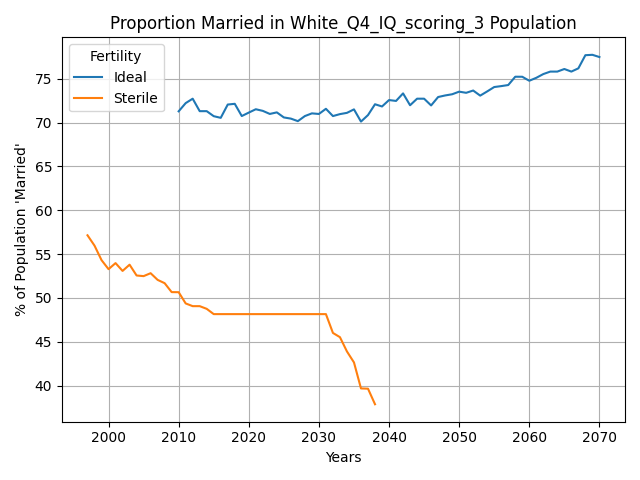 Proportion Married in White_Q4_IQ_scoring_3 Population
Fertility
Ideal
Sterile
% of Population 'Married'
75
70
65
60
55
50
45
40
2000
2010
2020
2030
2040
2050
2060
2070
Years